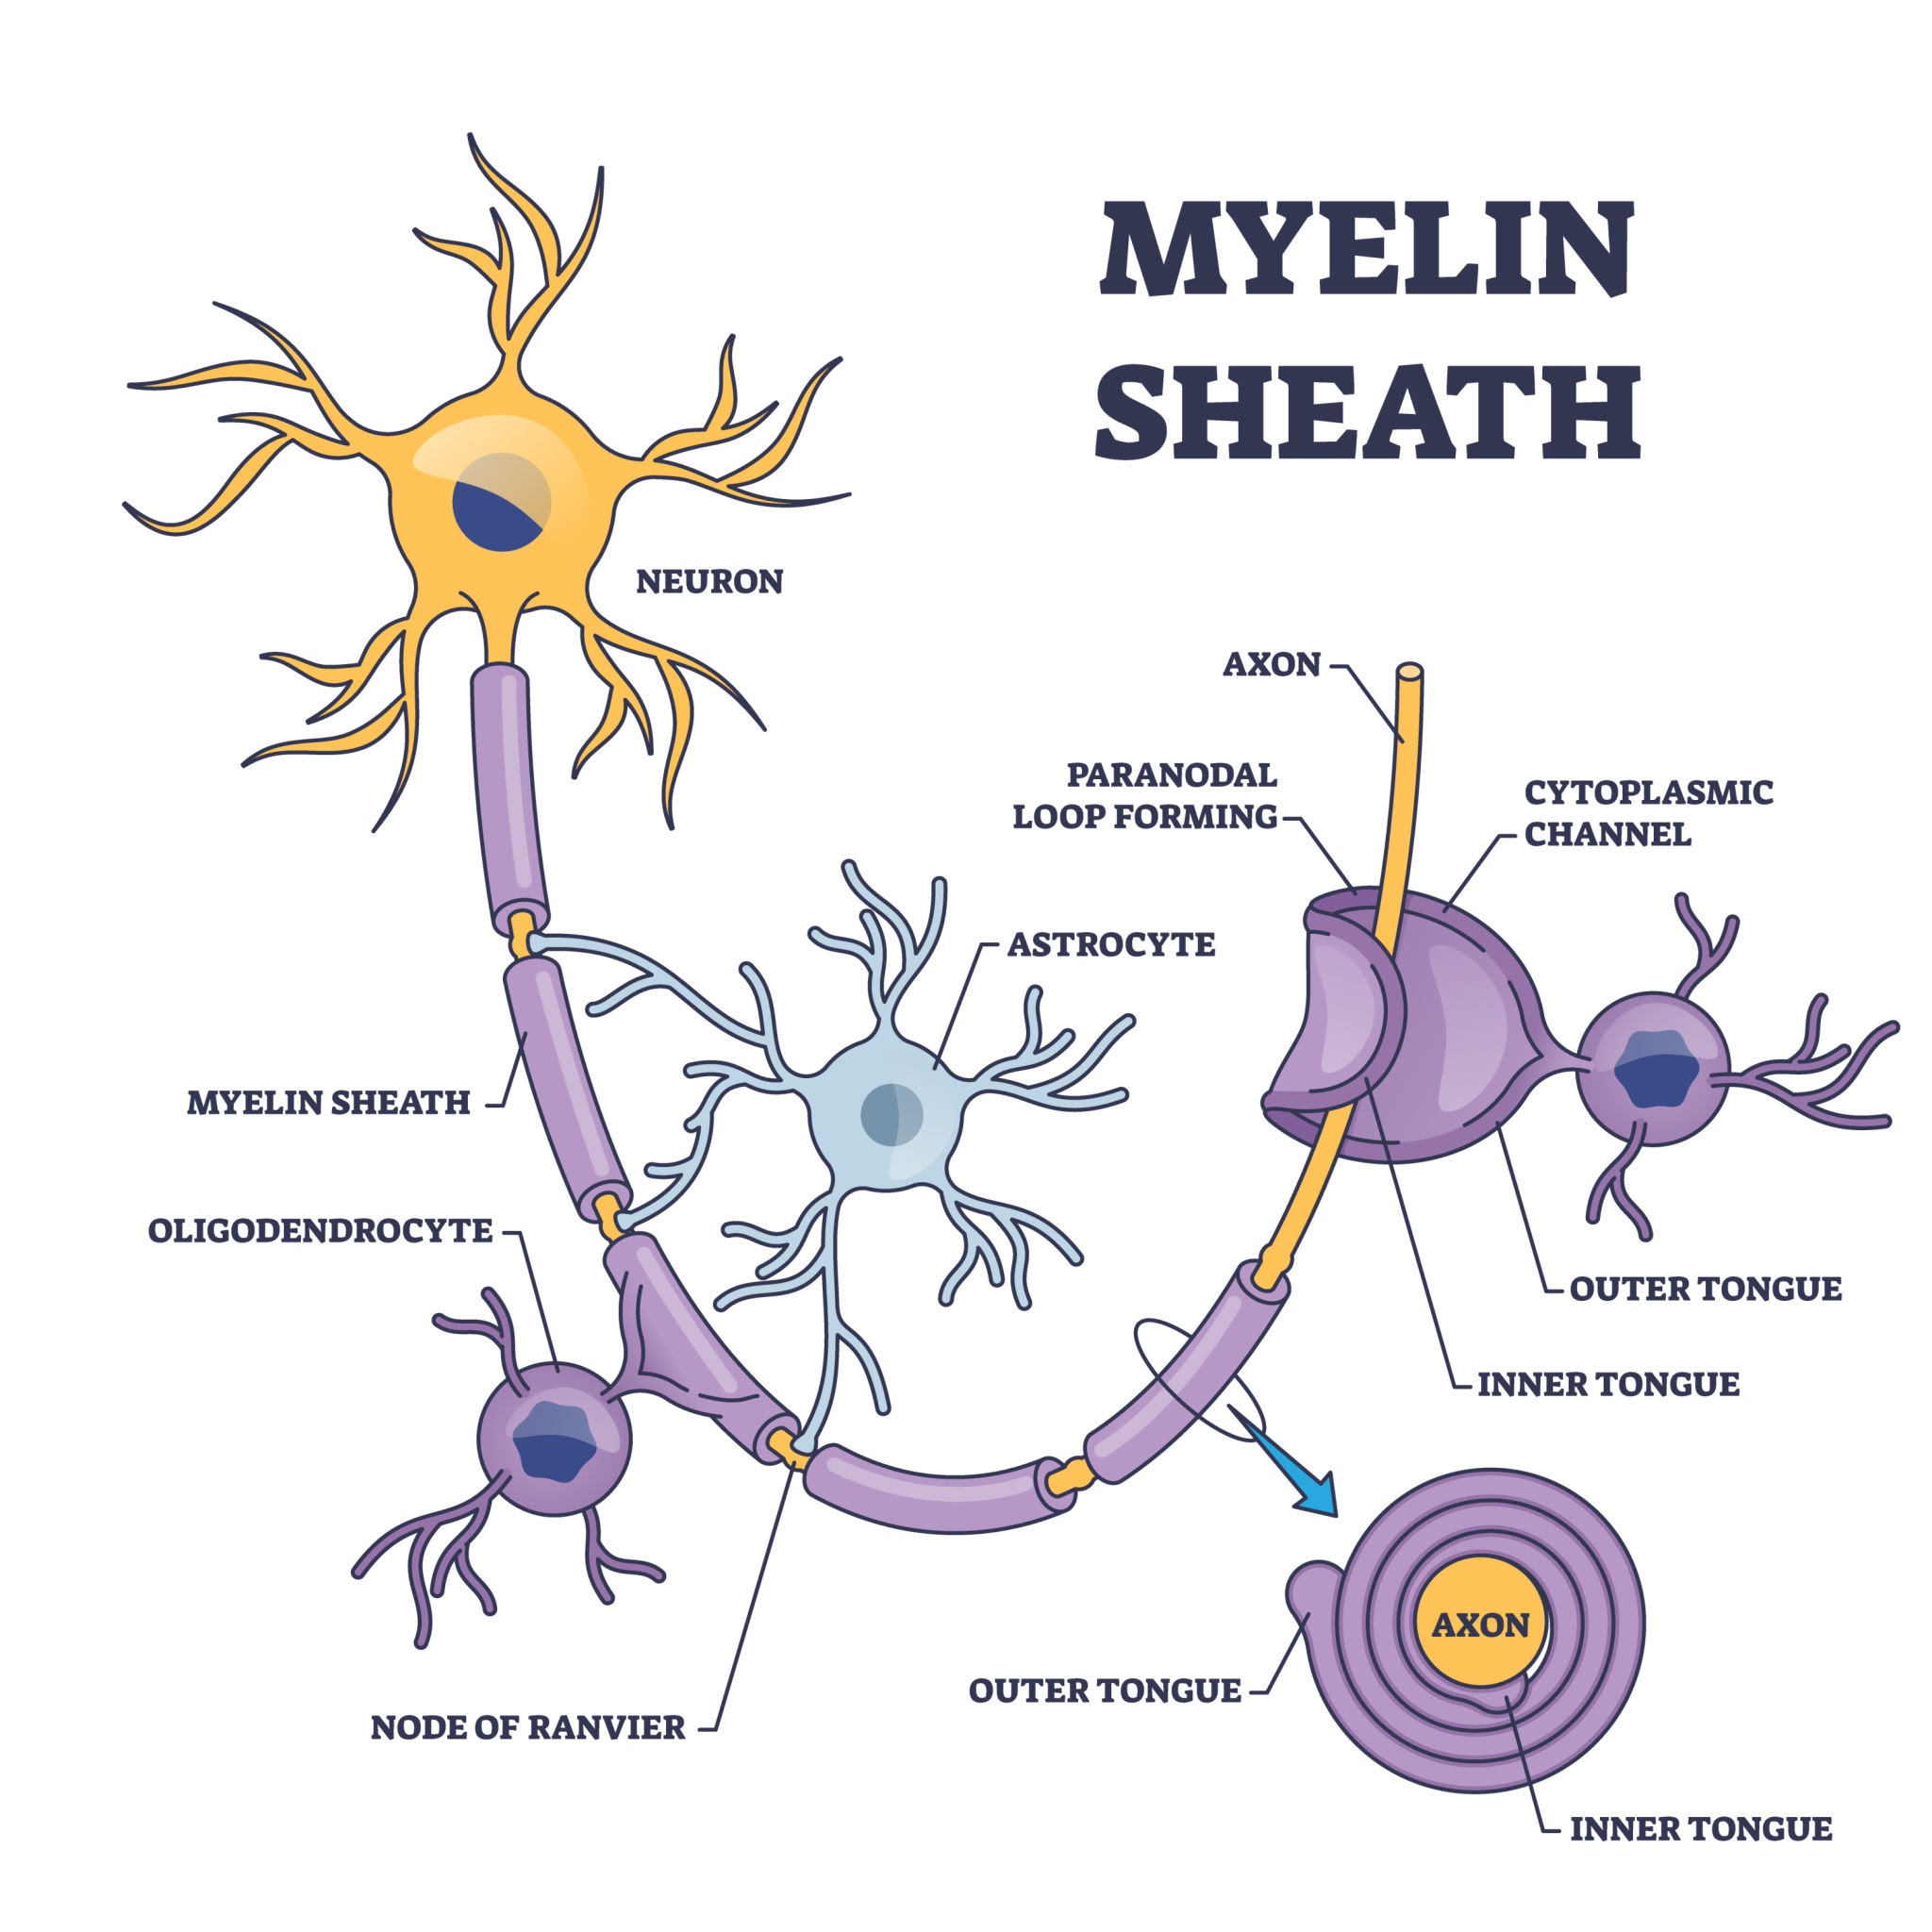 MYELIN
SHEATH
NEURON
AXON
PARANODAL
LOOP FORMING
CYTOPLASMIC
CHANNEL
ASTROCYTE
MYELIN SHEATH
OLIGODENDROCYTE
OUTER TONGUE
INNER TONGUE
AXON
OUTER TONGUE
NODE OF RANVIER
INNER TONGUE